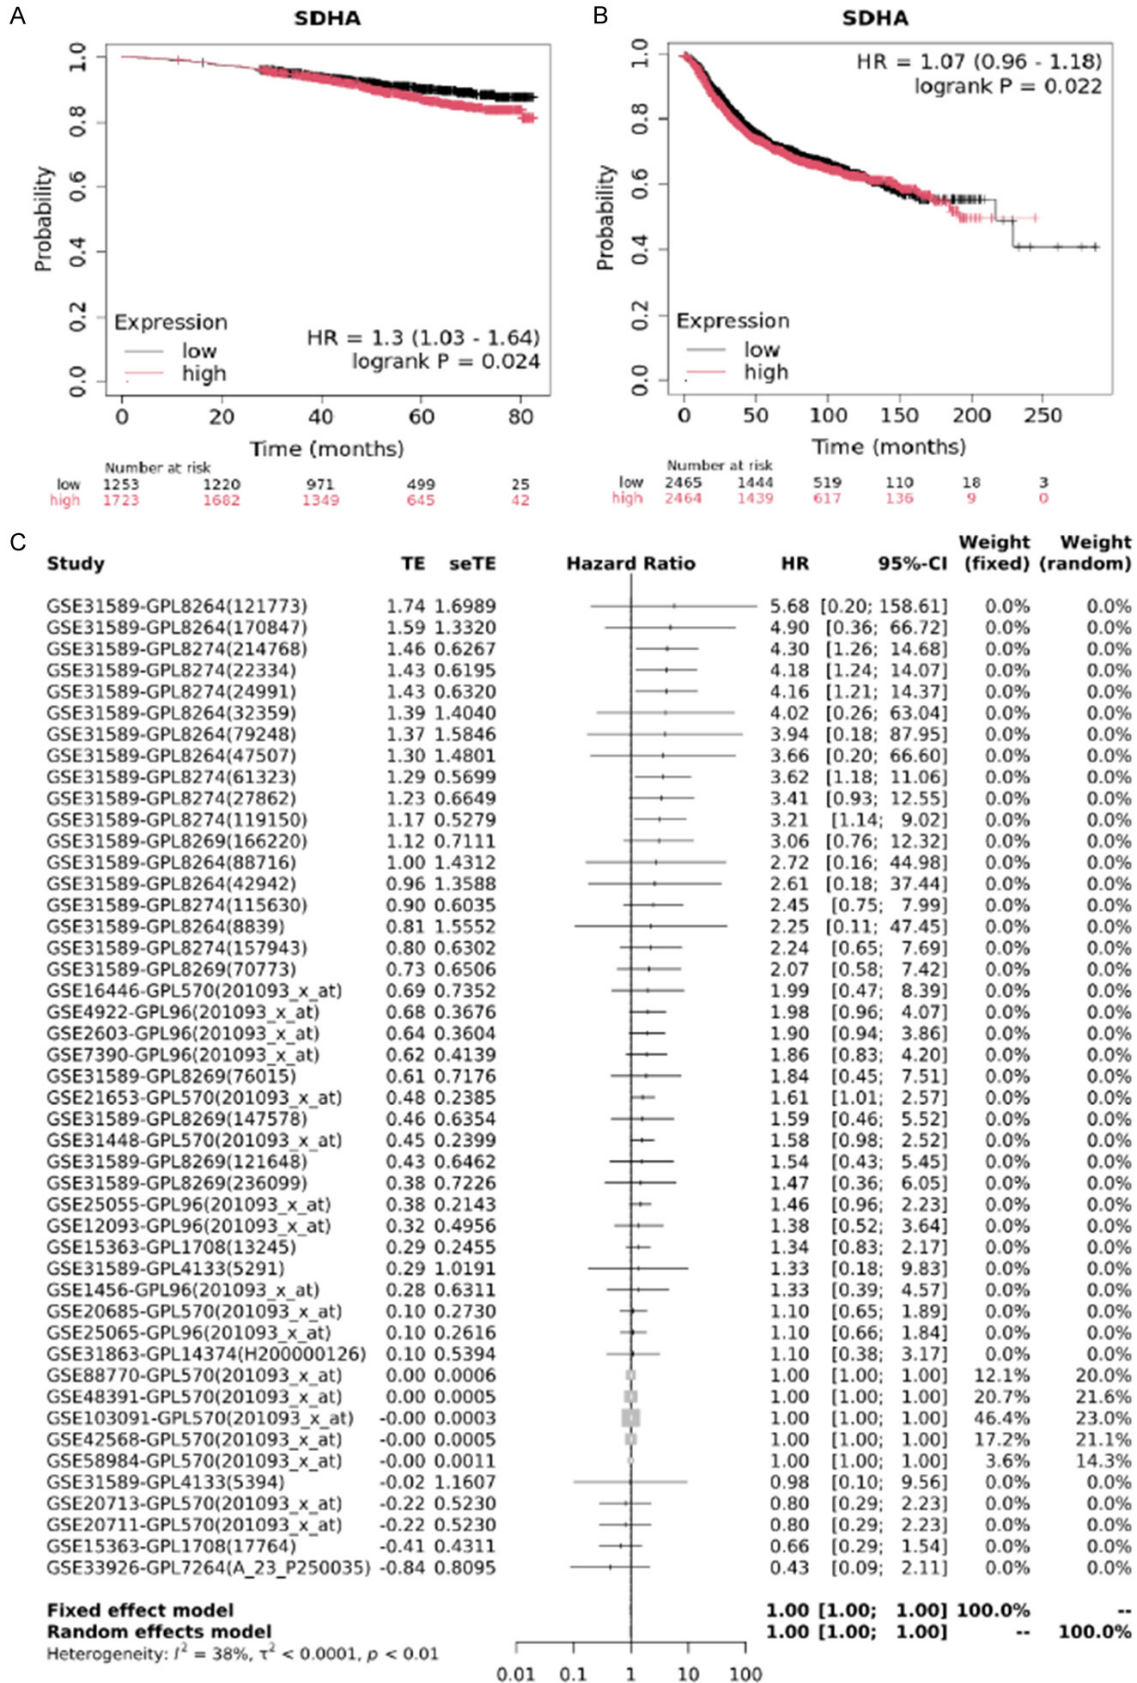 A
SDHA
Probability
1.0
0.8
0.6
0.4
0.2
0.0
Expression
low
high
HR = 1.3 (1.03 - 1.64)
logrank P = 0.024
0 20 40 60 80
Time (months)
Number at risk
low 1253 1220 971 499 25
high 1723 1682 1349 645 42
B
SDHA
Probability
1.0
0.8
0.6
0.4
0.2
0.0
HR = 1.07 (0.96 - 1.18)
logrank P = 0.022
Expression
low
high
0 50 100 150 200 250
Time (months)
Number at risk
low 2465 1444 519 110 18 3
high 2464 1439 617 136 9 0
C
Weight Weight
Study TE seTE Hazard Ratio HR 95%-CI (fixed) (random)
GSE31589-GPL8264(121773) 1.74 1.6989 5.68 [0.20; 158.61] 0.0% 0.0%
GSE31589-GPL8264(170847) 1.59 1.3320 4.90 [0.36; 66.72] 0.0% 0.0%
GSE31589-GPL8274(214768) 1.46 0.6267 4.30 [1.26; 14.68] 0.0% 0.0%
GSE31589-GPL8274(22334) 1.43 0.6195 4.18 [1.24; 14.07] 0.0% 0.0%
GSE31589-GPL8274(24991) 1.43 0.6320 4.16 [1.21; 14.37] 0.0% 0.0%
GSE31589-GPL8264(32359) 1.39 1.4040 4.02 [0.26; 63.04] 0.0% 0.0%
GSE31589-GPL8264(79248) 1.37 1.5846 3.94 [0.18; 87.95] 0.0% 0.0%
GSE31589-GPL8264(47507) 1.30 1.4801 3.66 [0.20; 66.60] 0.0% 0.0%
GSE31589-GPL8274(61323) 1.29 0.5699 3.62 [1.18; 11.06] 0.0% 0.0%
GSE31589-GPL8274(27862) 1.23 0.6649 3.41 [0.93; 12.55] 0.0% 0.0%
GSE31589-GPL8274(119150) 1.17 0.5279 3.21 [1.14; 9.02] 0.0% 0.0%
GSE31589-GPL8269(166220) 1.12 0.7111 3.06 [0.76; 12.32] 0.0% 0.0%
GSE31589-GPL8264(88716) 1.00 1.4312 2.72 [0.16; 44.98] 0.0% 0.0%
GSE31589-GPL8264(42942) 0.96 1.3588 2.61 [0.18; 37.44] 0.0% 0.0%
GSE31589-GPL8274(115630) 0.90 0.6035 2.45 [0.75; 7.99] 0.0% 0.0%
GSE31589-GPL8264(8839) 0.81 1.5552 2.25 [0.11; 47.45] 0.0% 0.0%
GSE31589-GPL8274(157943) 0.80 0.6302 2.24 [0.65; 7.69] 0.0% 0.0%
GSE31589-GPL8269(70773) 0.73 0.6506 2.07 [0.58; 7.42] 0.0% 0.0%
GSE16446-GPL570(201093_x_at) 0.69 0.7352 1.99 [0.47; 8.39] 0.0% 0.0%
GSE4922-GPL96(201093_x_at) 0.68 0.3676 1.98 [0.96; 4.07] 0.0% 0.0%
GSE2603-GPL96(201093_x_at) 0.64 0.3604 1.90 [0.94; 3.86] 0.0% 0.0%
GSE7390-GPL96(201093_x_at) 0.62 0.4139 1.86 [0.83; 4.20] 0.0% 0.0%
GSE31589-GPL8269(76015) 0.61 0.7176 1.84 [0.45; 7.51] 0.0% 0.0%
GSE21653-GPL570(201093_x_at) 0.48 0.2385 1.61 [1.01; 2.57] 0.0% 0.0%
GSE31589-GPL8269(147578) 0.46 0.6354 1.59 [0.46; 5.52] 0.0% 0.0%
GSE31448-GPL570(201093_x_at) 0.45 0.2399 1.58 [0.98; 2.52] 0.0% 0.0%
GSE31589-GPL8269(121648) 0.43 0.6462 1.54 [0.43; 5.45] 0.0% 0.0%
GSE31589-GPL8269(236099) 0.38 0.7226 1.47 [0.36; 6.05] 0.0% 0.0%
GSE25055-GPL96(201093_x_at) 0.38 0.2143 1.46 [0.96; 2.23] 0.0% 0.0%
GSE12093-GPL96(201093_x_at) 0.32 0.4956 1.38 [0.52; 3.64] 0.0% 0.0%
GSE15363-GPL1708(13245) 0.29 0.2455 1.34 [0.83; 2.17] 0.0% 0.0%
GSE31589-GPL4133(5291) 0.29 1.0191 1.33 [0.18; 9.83] 0.0% 0.0%
GSE1456-GPL96(201093_x_at) 0.28 0.6311 1.33 [0.39; 4.57] 0.0% 0.0%
GSE20685-GPL570(201093_x_at) 0.10 0.2730 1.10 [0.65; 1.89] 0.0% 0.0%
GSE25065-GPL96(201093_x_at) 0.10 0.2616 1.10 [0.66; 1.84] 0.0% 0.0%
GSE31863-GPL14374(H200000126) 0.10 0.5394 1.10 [0.38; 3.17] 0.0% 0.0%
GSE88770-GPL570(201093_x_at) 0.00 0.0006 1.00 [1.00; 1.00] 12.1% 20.0%
GSE48391-GPL570(201093_x_at) 0.00 0.0005 1.00 [1.00; 1.00] 20.7% 21.6%
GSE103091-GPL570(201093_x_at) -0.00 0.0003 1.00 [1.00; 1.00] 46.4% 23.0%
GSE42568-GPL570(201093_x_at) -0.00 0.0005 1.00 [1.00; 1.00] 17.2% 21.1%
GSE58984-GPL570(201093_x_at) -0.00 0.0011 1.00 [1.00; 1.00] 3.6% 14.3%
GSE31589-GPL4133(5394) -0.02 1.1607 0.98 [0.10; 9.56] 0.0% 0.0%
GSE20713-GPL570(201093_x_at) -0.22 0.5230 0.80 [0.29; 2.23] 0.0% 0.0%
GSE20711-GPL570(201093_x_at) -0.22 0.5230 0.80 [0.29; 2.23] 0.0% 0.0%
GSE15363-GPL1708(17764) -0.41 0.4311 0.66 [0.29; 1.54] 0.0% 0.0%
GSE33926-GPL7264(A_23_P250035) -0.84 0.8095 0.43 [0.09; 2.11] 0.0% 0.0%
Fixed effect model 1.00 [1.00; 1.00] 100.0% --
Random effects model 1.00 [1.00; 1.00] -- 100.0%
Heterogeneity: I² = 38%, τ² < 0.0001, p < 0.01
0.01 0.1 1 10 100